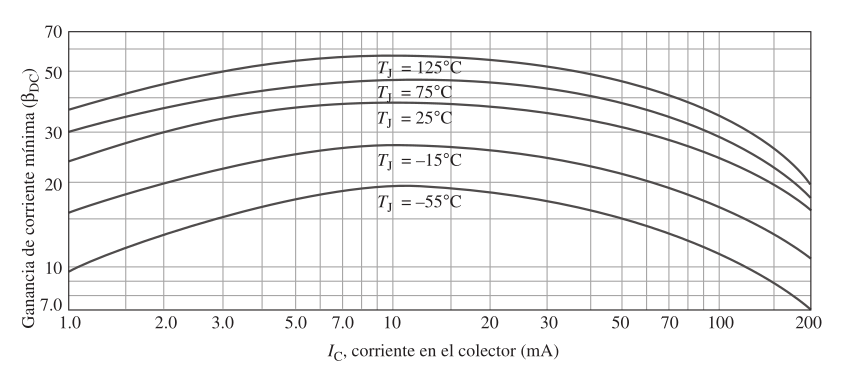 70
50
30
20
10
7.0
Ganancia de corriente mínima (βDC)
TJ = 125°C
TJ = 75°C
TJ = 25°C
TJ = –15°C
TJ = –55°C
1.0 2.0 3.0 5.0 7.0 10 20 30 50 70 100 200
IC, corriente en el colector (mA)